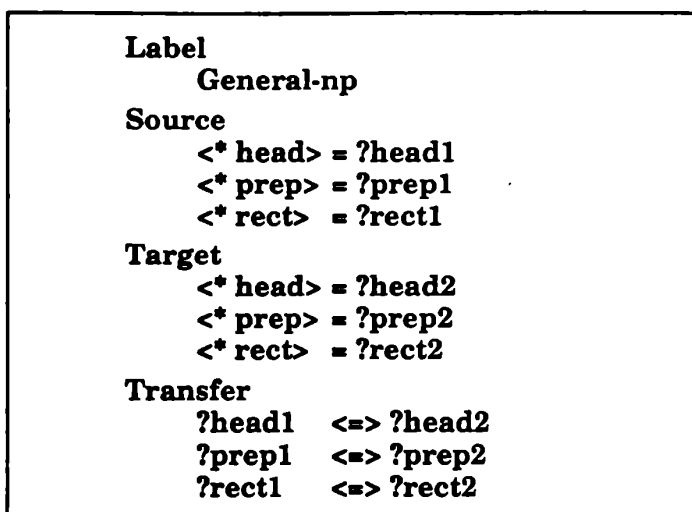 Label
General-np
Source
<* head> = ?head1
<* prep> = ?prep1
<* rect> = ?rect1
Target
<* head> = ?head2
<* prep> = ?prep2
<* rect> = ?rect2
Transfer
?head1 <=> ?head2
?prep1 <=> ?prep2
?rect1 <=> ?rect2